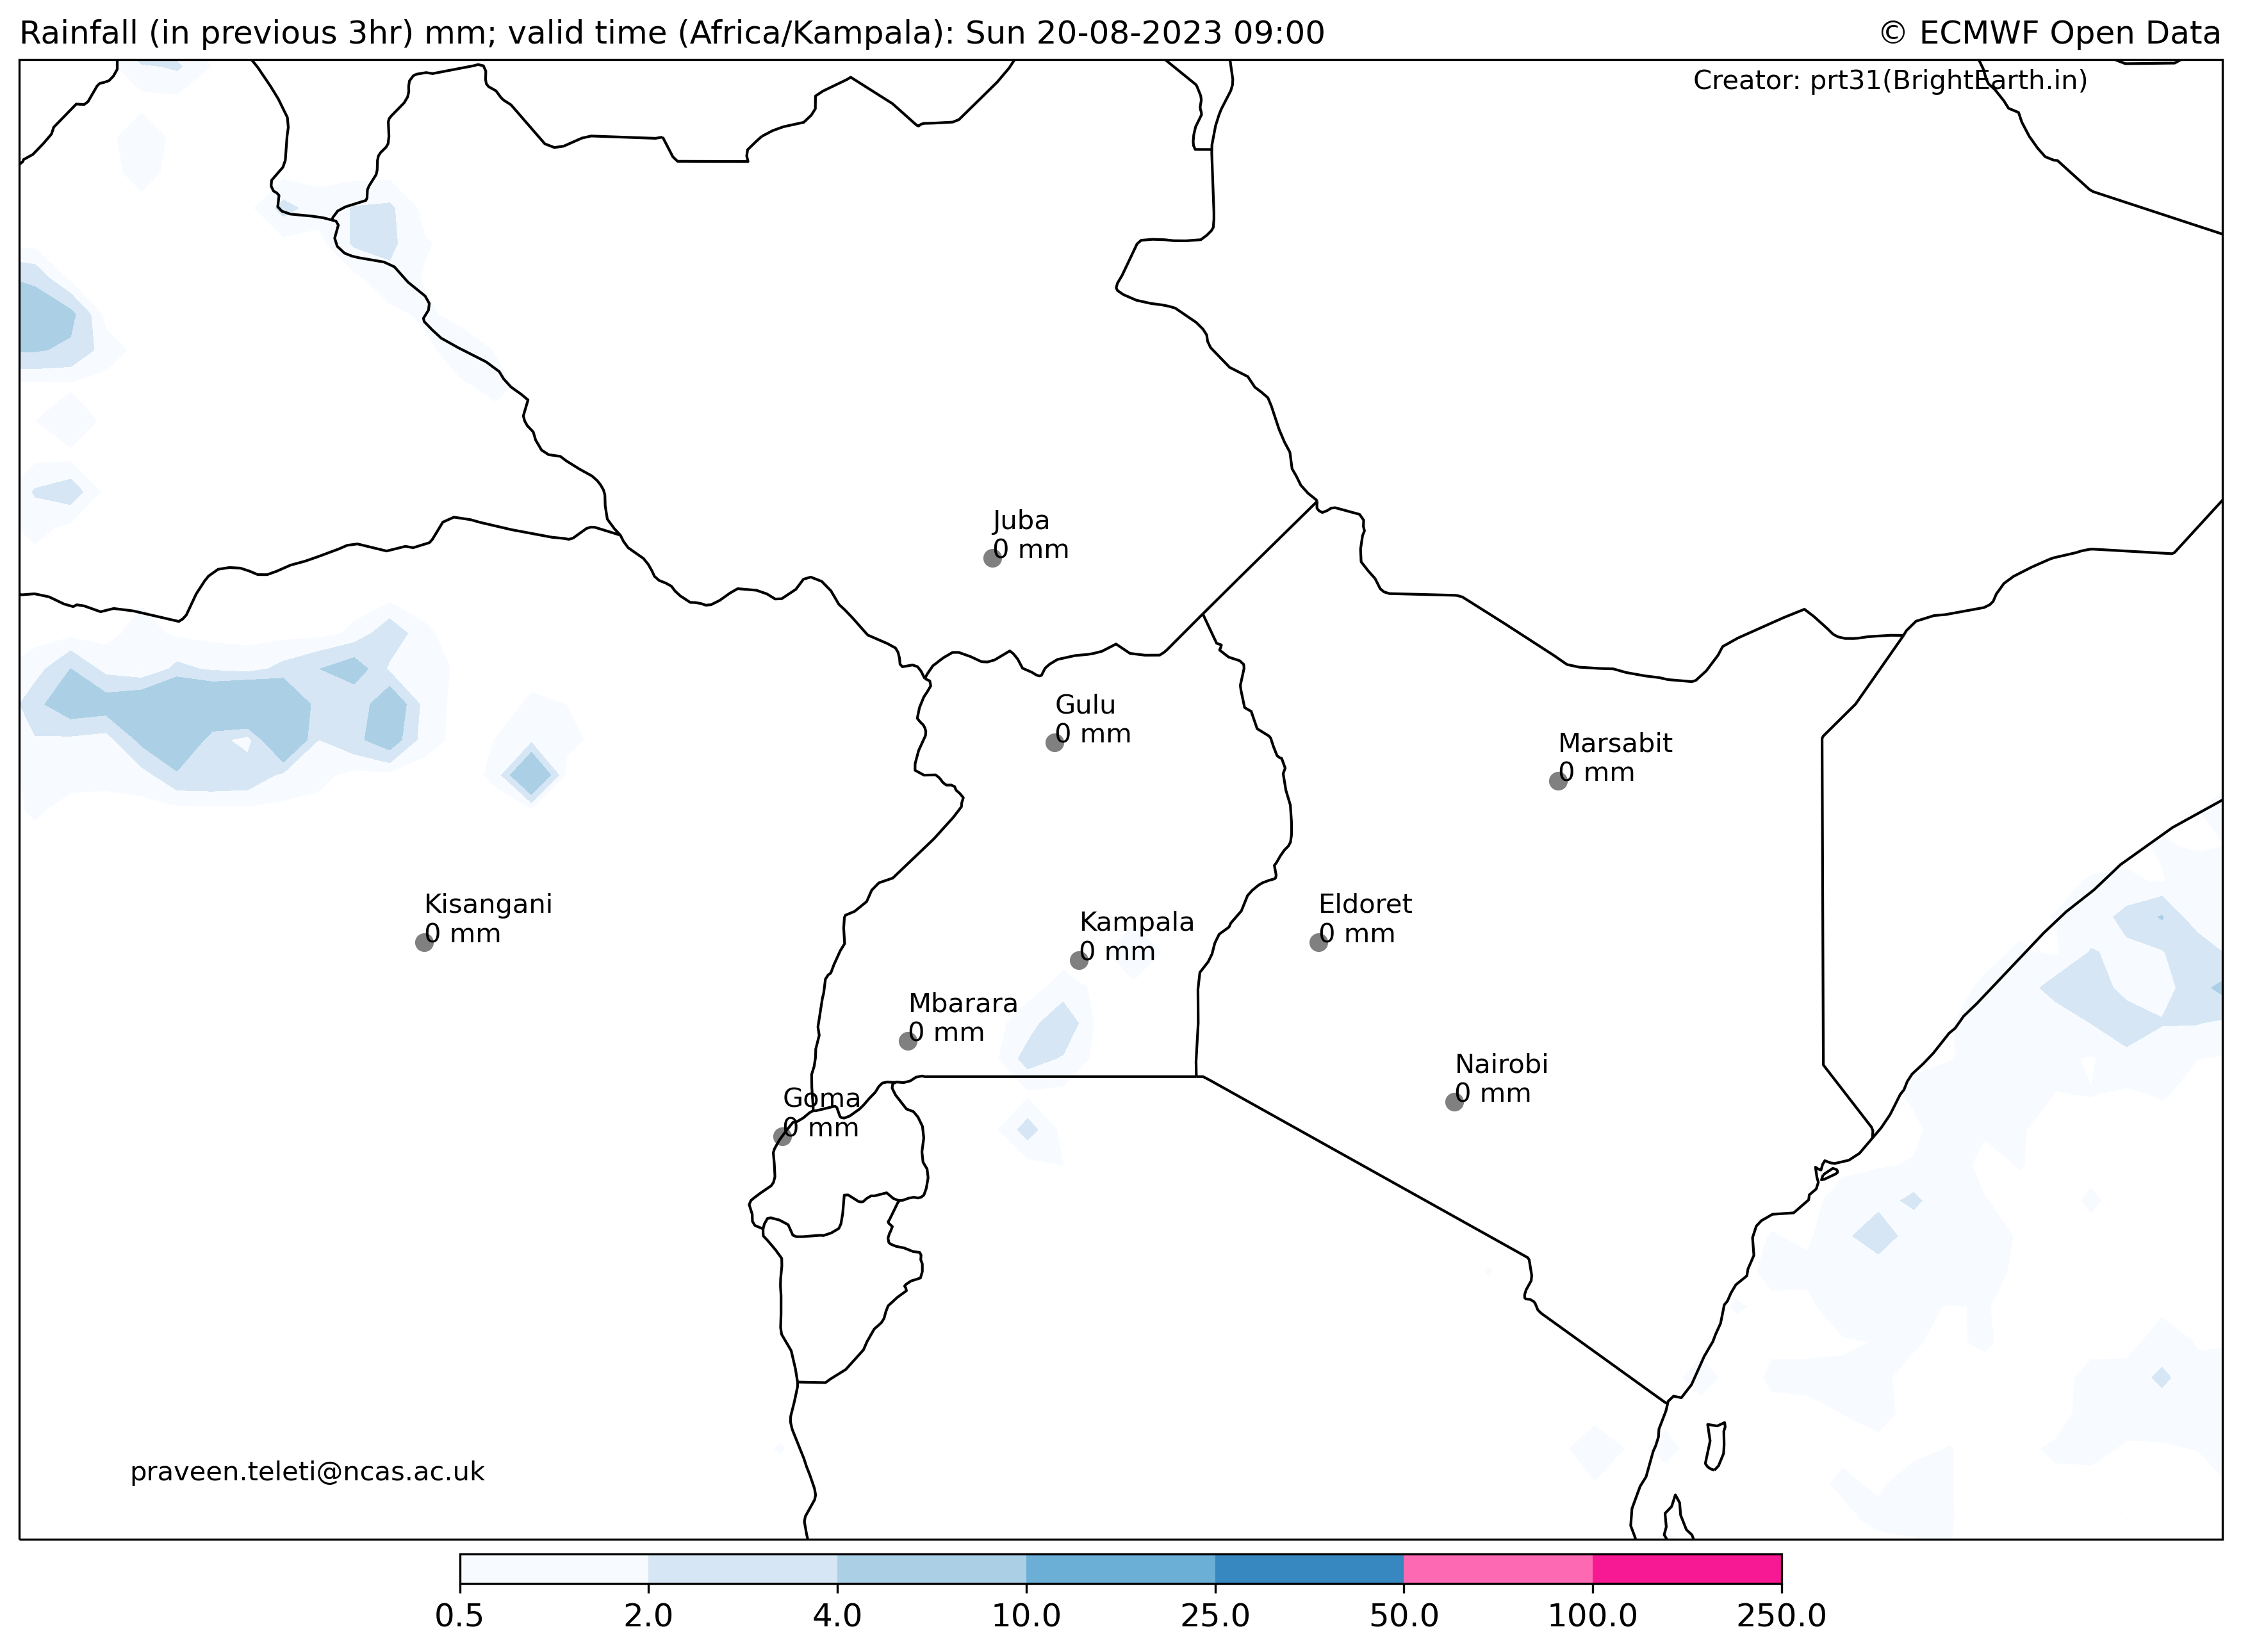 Rainfall (in previous 3hr) mm; valid time (Africa/Kampala): Sun 20-08-2023 09:00
© ECMWF Open Data
Creator: prt31(BrightEarth.in)
Juba
0 mm
Gulu
0 mm
Marsabit
0 mm
Kisangani
0 mm
Kampala
0 mm
Eldoret
0 mm
Mbarara
0 mm
Nairobi
0 mm
Goma
0 mm
praveen.teleti@ncas.ac.uk
0.5 2.0 4.0 10.0 25.0 50.0 100.0 250.0